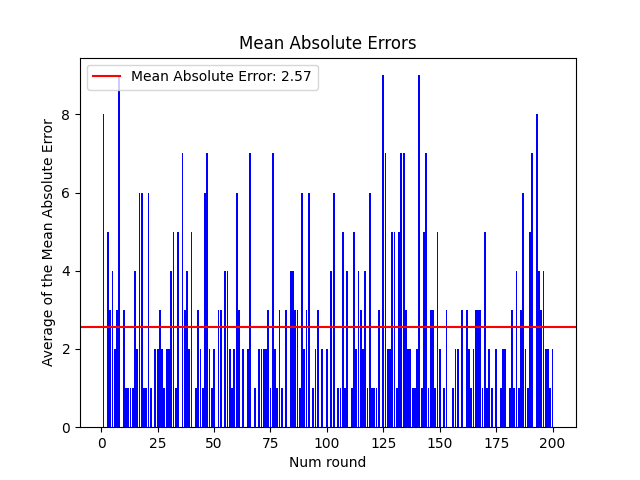 Mean Absolute Errors
Mean Absolute Error: 2.57
Average of the Mean Absolute Error
8
6
4
2
0
0 25 50 75 100 125 150 175 200
Num round